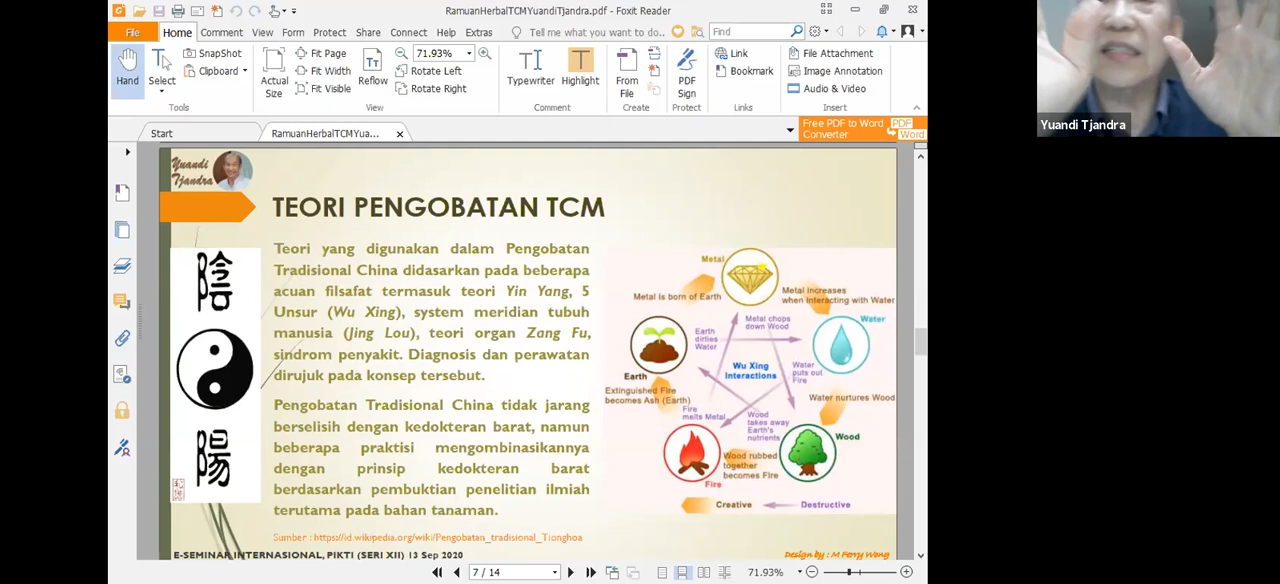 RamuanHerbalTCMYuandiTjandra.pdf - Foxit Reader
File Home Comment View Form Protect Share Connect Help Extras Tell me what you want to do.. Find
Hand
Select
SnapShot
Clipboard
Tools
Actual Size
Fit Page
Fit Width
Fit Visible
Reflow
71.93%
Rotate Left
Rotate Right
View
Typewriter
Highlight
Comment
From File
Create
PDF Sign
Protect
Link
Bookmark
Links
File Attachment
Image Annotation
Audio & Video
Insert
Start
RamuanHerbalTCMYua...
Free PDF to Word
Converter
PDF
Word
Yuandi Tjandra
Yuandi
Tjandra
TEORI PENGOBATAN TCM
陰
陽
Teori yang digunakan dalam Pengobatan
Tradisional China didasarkan pada beberapa
acuan filsafat termasuk teori Yin Yang, 5
Unsur (Wu Xing), system meridian tubuh
manusia (Jing Lou), teori organ Zang Fu,
sindrom penyakit. Diagnosis dan perawatan
dirujuk pada konsep tersebut.
Pengobatan Tradisional China tidak jarang
berselisih dengan kedokteran barat, namun
beberapa praktisi mengombinasikannya
dengan prinsip kedokteran barat
berdasarkan pembuktian penelitian ilmiah
terutama pada bahan tanaman.
Metal
Metal is born of Earth
Metal increases
when Interacting with Water
Metal chops
down Wood
Earth
dirties
Water
Water
Earth
Wu Xing
Interactions
Water
puts out
Fire
Extinguished Fire
becomes Ash (Earth)
Water nurtures Wood
Fire
melts Metal
Wood
takes away
Earth's
nutrients
Wood
Wood rubbed
together
becomes Fire
Fire
Creative
Destructive
Sumber : https://id.wikipedia.org/wiki/Pengobatan_tradisional_Tionghoa
E-SEMINAR INTERNASIONAL, PIKTI (SERI XII) 13 Sep 2020
Design by : M Ferry Wong
7 / 14
71.93%